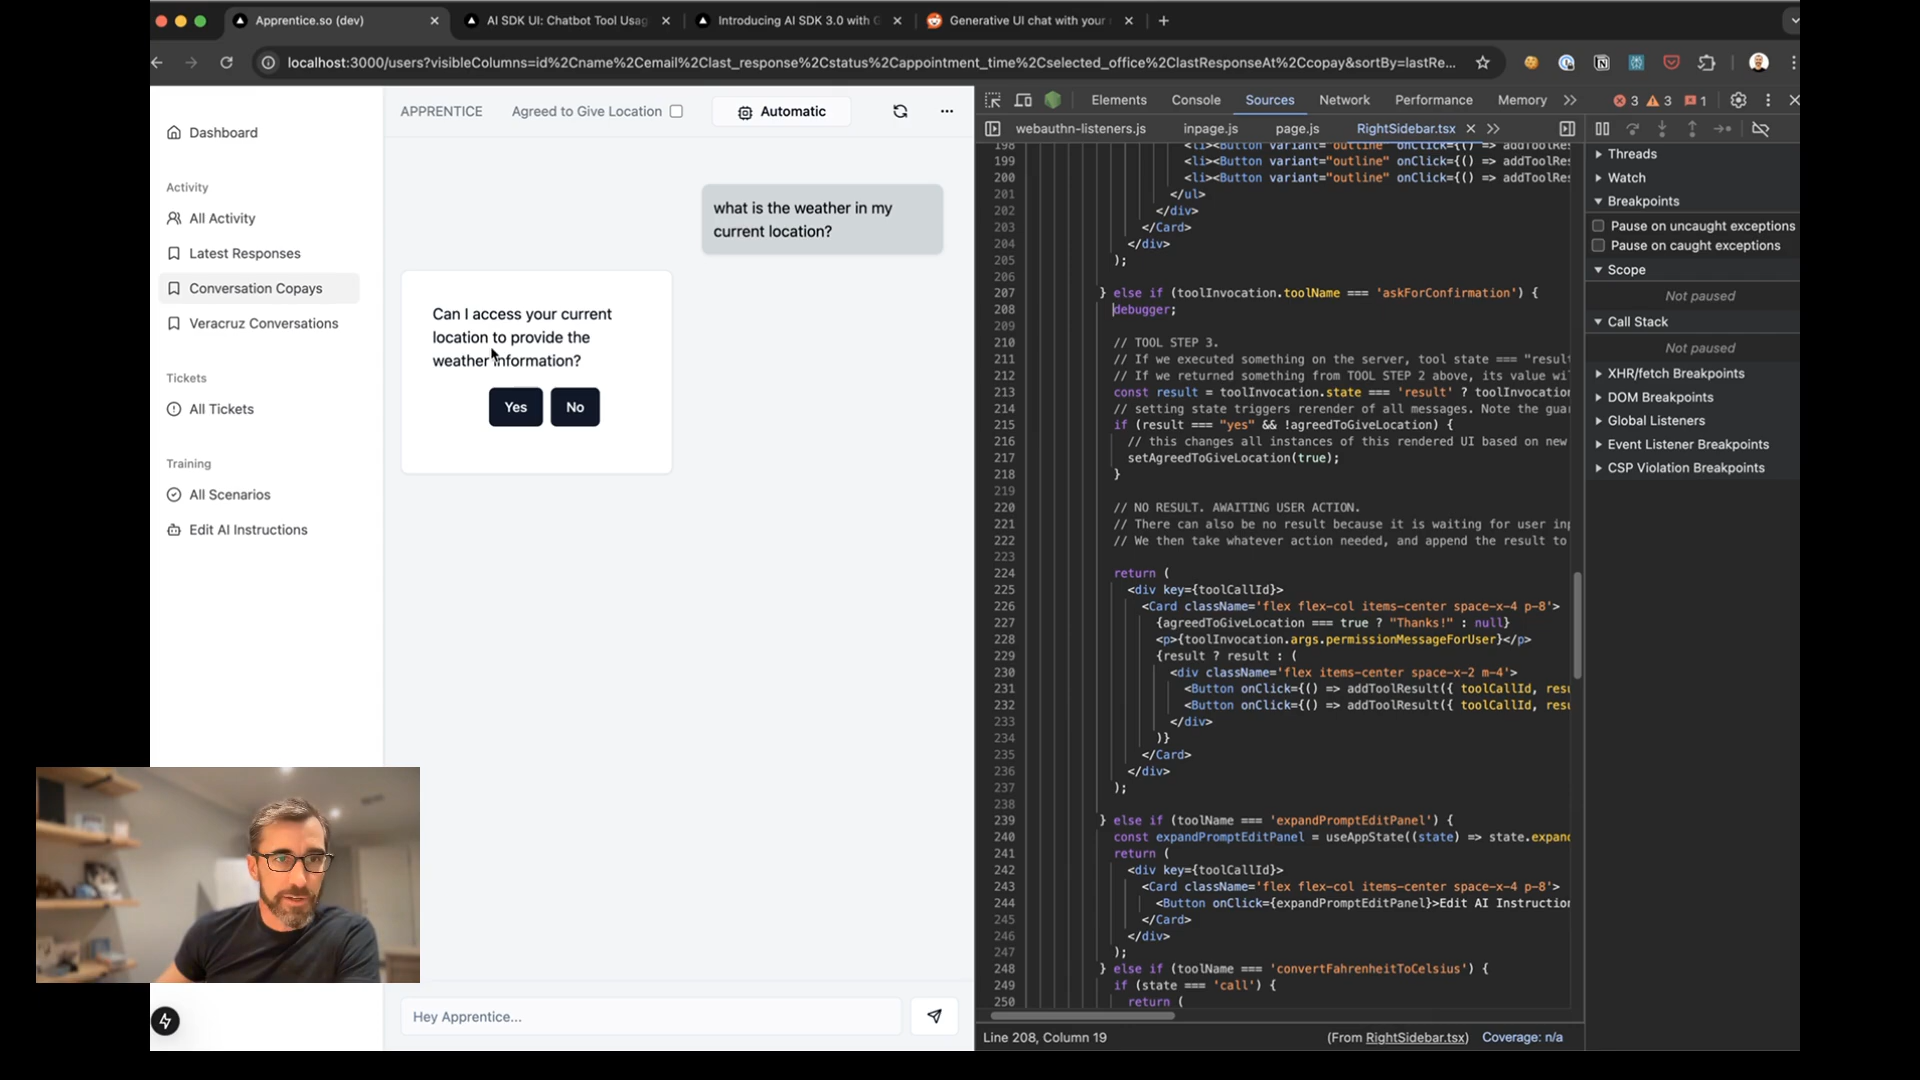 Apprentice.so (dev)
AI SDK UI: Chatbot Tool Usag
Introducing AI SDK 3.0 with G
Generative UI chat with your
localhost:3000/users?visibleColumns=id%2Cname%2Cemail%2Clast_response%2Cstatus%2Cappointment_time%2Cselected_office%2ClastResponseAt%2Ccopay&sortBy=lastRe...
Dashboard
Activity
All Activity
Latest Responses
Conversation Copays
Veracruz Conversations
Tickets
All Tickets
Training
All Scenarios
Edit AI Instructions
APPRENTICE
Agreed to Give Location
Automatic
what is the weather in my
current location?
Can I access your current
location to provide the
weather information?
Yes
No
Hey Apprentice...
Elements
Console
Sources
Network
Performance
Memory
3
3
1
webauthn-listeners.js
inpage.js
page.js
RightSidebar.tsx
198 <li><Button variant="outline" onClick={() => addToolRes
199 <li><Button variant="outline" onClick={() => addToolRes
200 <li><Button variant="outline" onClick={() => addToolRes
201 </ul>
202 </div>
203 </Card>
204 </div>
205 );
206
207 } else if (toolInvocation.toolName === 'askForConfirmation') {
208 debugger;
209
210 // TOOL STEP 3.
211 // If we executed something on the server, tool state === "resul
212 // If we returned something from TOOL STEP 2 above, its value wi
213 const result = toolInvocation.state === 'result' ? toolInvocation
214 // setting state triggers rerender of all messages. Note the gua
215 if (result === "yes" && !agreedToGiveLocation) {
216 // this changes all instances of this rendered UI based on new
217 setAgreedToGiveLocation(true);
218 }
219
220 // NO RESULT. AWAITING USER ACTION.
221 // There can also be no result because it is waiting for user inp
222 // We then take whatever action needed, and append the result to
223
224 return (
225 <div key={toolCallId}>
226 <Card className='flex flex-col items-center space-x-4 p-8'>
227 {agreedToGiveLocation === true ? "Thanks!" : null}
228 <p>{toolInvocation.args.permissionMessageForUser}</p>
229 {result ? result : (
230 <div className='flex items-center space-x-2 m-4'>
231 <Button onClick={() => addToolResult({ toolCallId, resu
232 <Button onClick={() => addToolResult({ toolCallId, resu
233 </div>
234 )}
235 </Card>
236 </div>
237 );
238
239 } else if (toolName === 'expandPromptEditPanel') {
240 const expandPromptEditPanel = useAppState((state) => state.expan
241 return (
242 <div key={toolCallId}>
243 <Card className='flex flex-col items-center space-x-4 p-8'>
244 <Button onClick={expandPromptEditPanel}>Edit AI Instruction
245 </Card>
246 </div>
247 );
248 } else if (toolName === 'convertFahrenheitToCelsius') {
249 if (state === 'call') {
250 return (
Line 208, Column 19
(From RightSidebar.tsx)
Coverage: n/a
Threads
Watch
Breakpoints
Pause on uncaught exceptions
Pause on caught exceptions
Scope
Not paused
Call Stack
Not paused
XHR/fetch Breakpoints
DOM Breakpoints
Global Listeners
Event Listener Breakpoints
CSP Violation Breakpoints